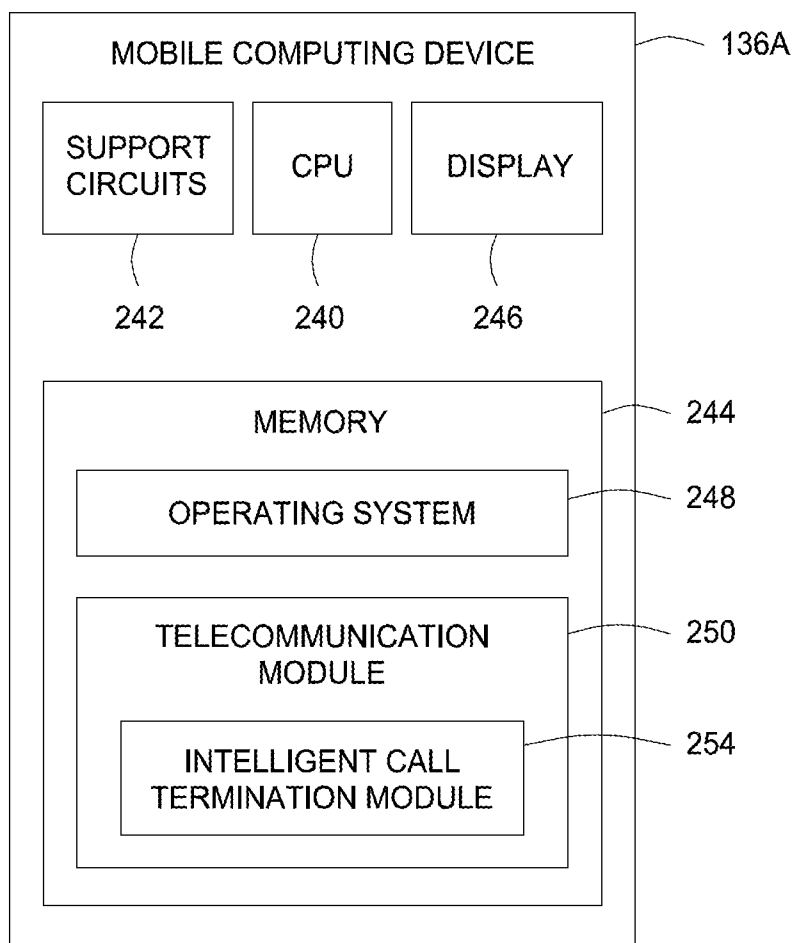 MOBILE COMPUTING DEVICE
136A
SUPPORT
CIRCUITS
CPU
DISPLAY
242
240
246
MEMORY
244
OPERATING SYSTEM
248
TELECOMMUNICATION
MODULE
250
INTELLIGENT CALL
TERMINATION MODULE
254